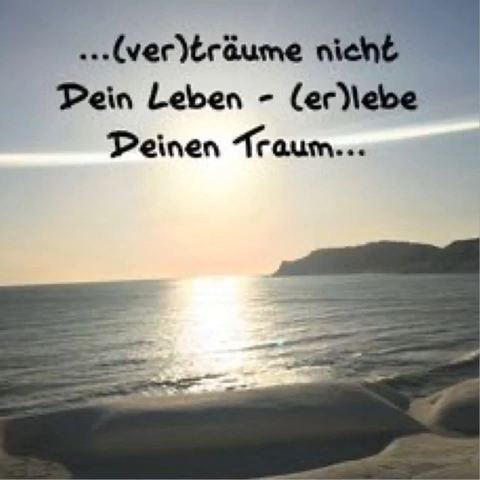 ...(ver)träume nicht
Dein Leben - (er)lebe
Deinen Traum...